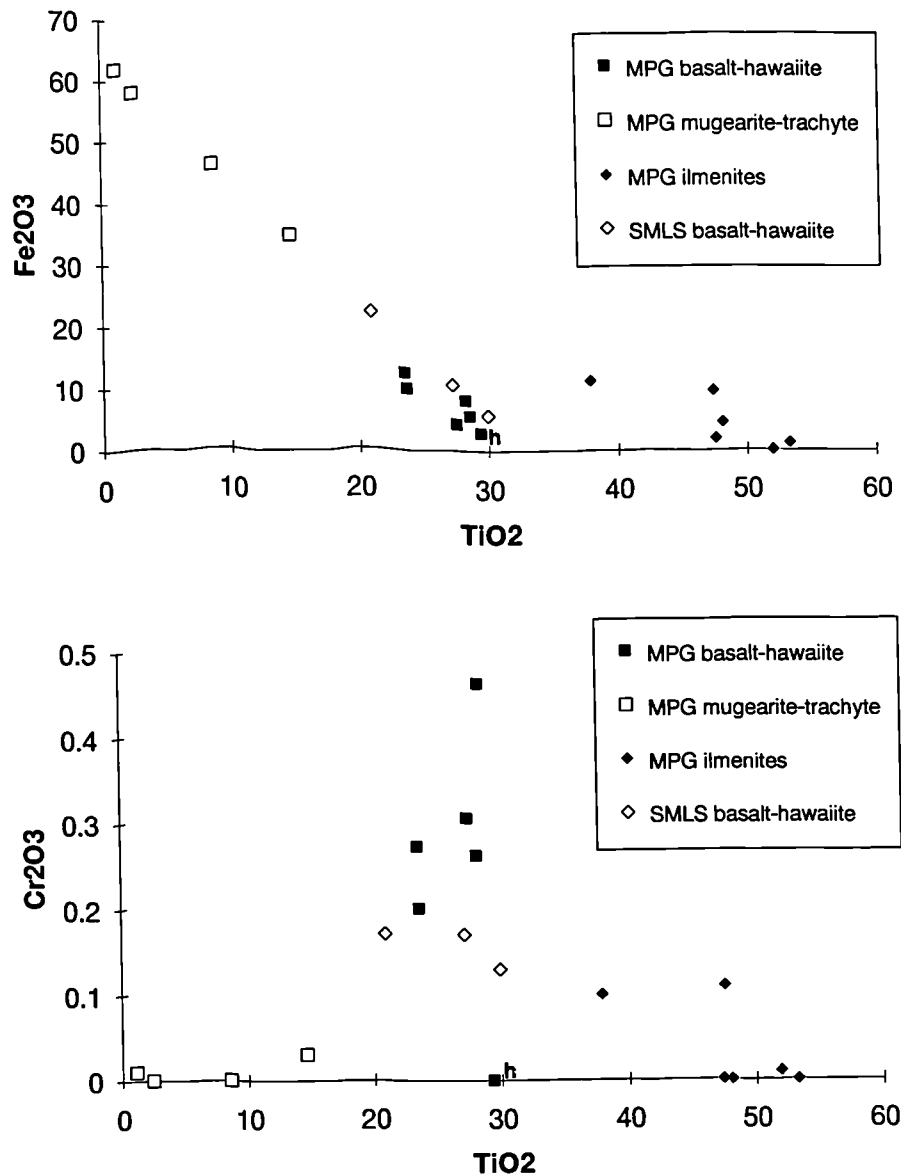 70
60
50
40
30
20
10
0
Fe2O3
0 10 20 30 40 50 60
TiO2
MPG basalt-hawaiite
MPG mugearite-trachyte
MPG ilmenites
SMLS basalt-hawaiite
h
0.5
0.4
0.3
0.2
0.1
0
Cr2O3
0 10 20 30 40 50 60
TiO2
MPG basalt-hawaiite
MPG mugearite-trachyte
MPG ilmenites
SMLS basalt-hawaiite
h